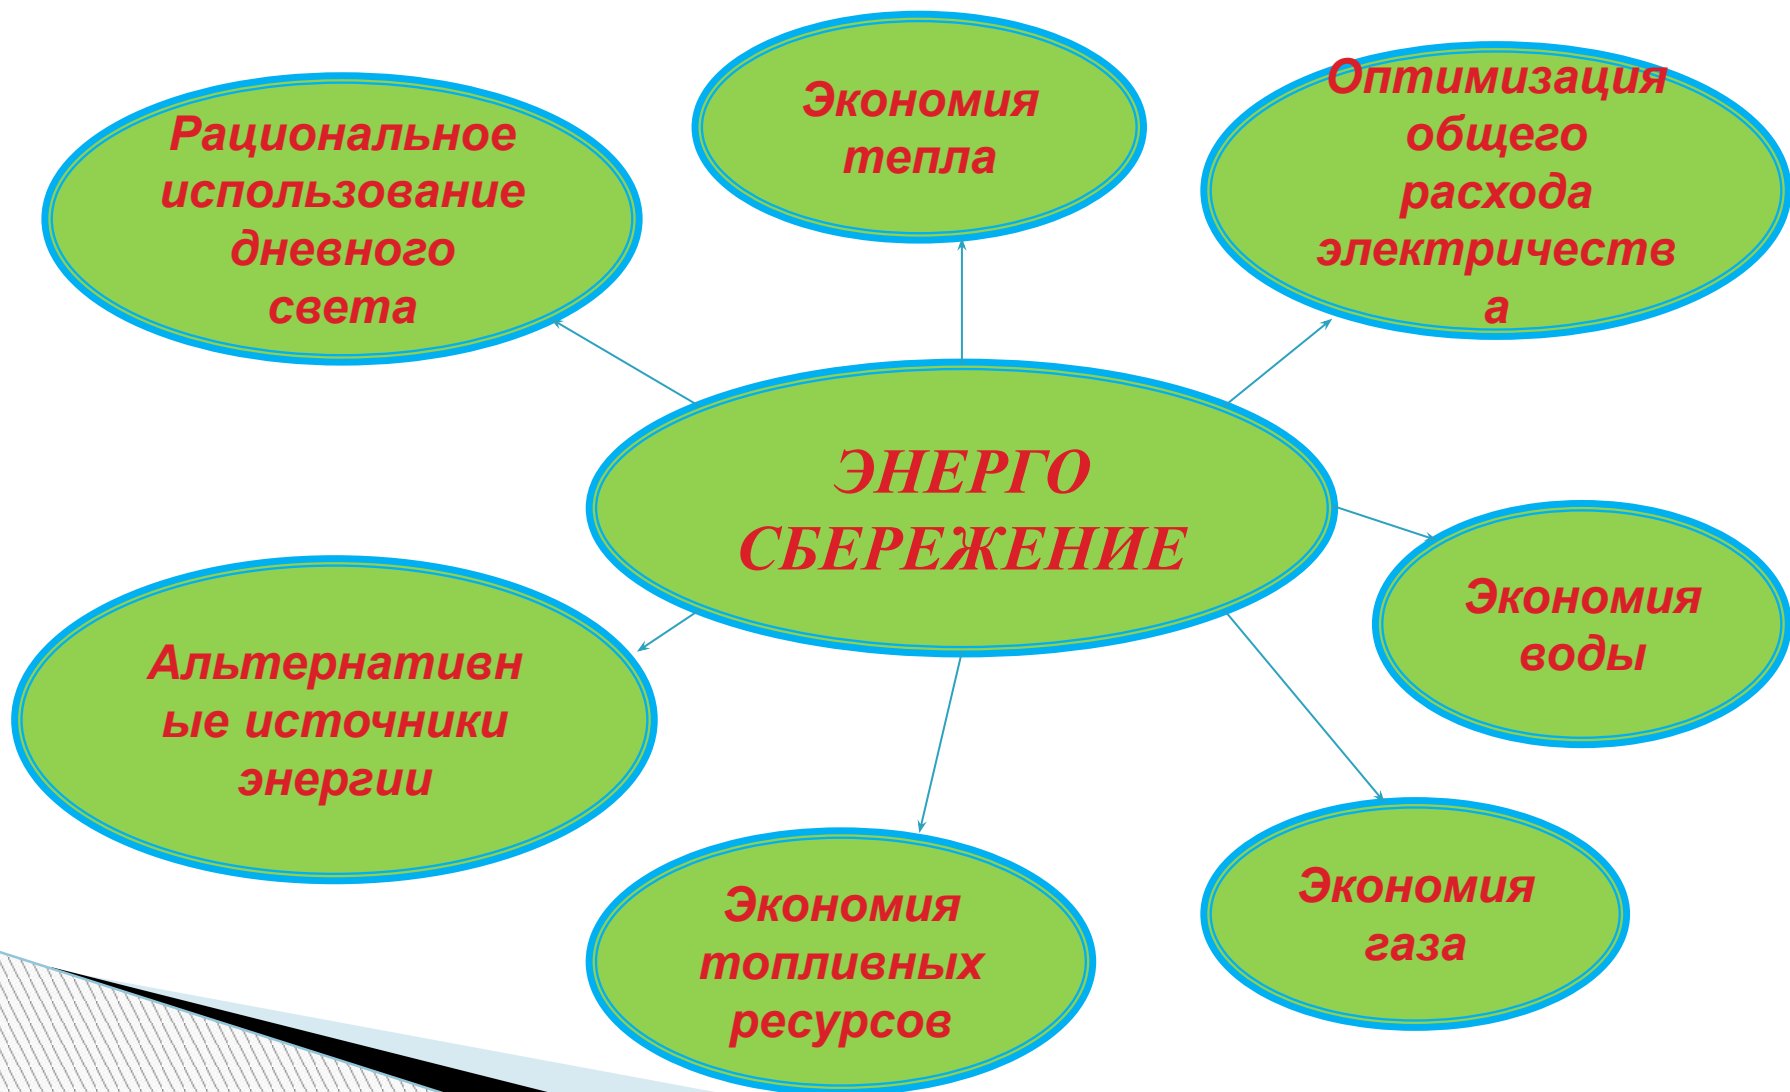 Рациональное
использование
дневного
света
Экономия
тепла
Оптимизация
общего
расхода
электричеств
а
ЭНЕРГО
СБЕРЕЖЕНИЕ
Экономия
воды
Альтернативн
ые источники
энергии
Экономия
топливных
ресурсов
Экономия
газа